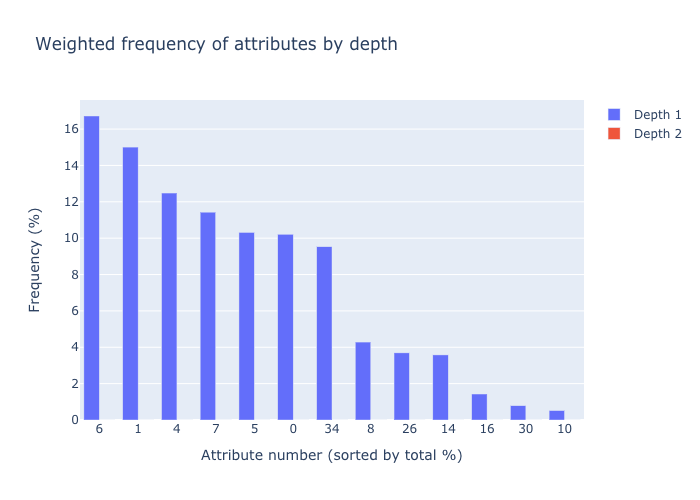 Weighted frequency of attributes by depth
Depth 1
Depth 2
Frequency (%)
16
14
12
10
8
6
4
2
0
6 1 4 7 5 0 34 8 26 14 16 30 10
Attribute number (sorted by total %)